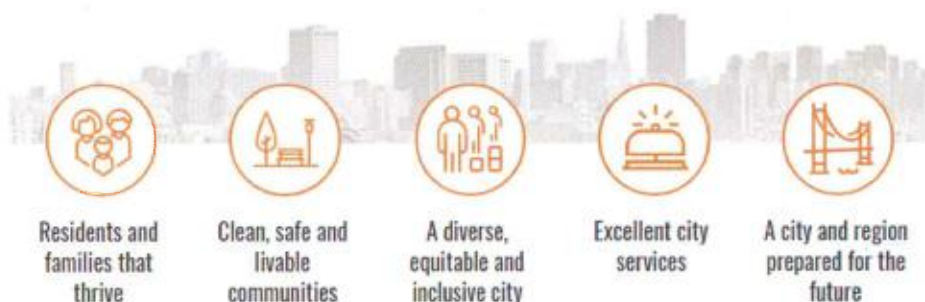 Residents and
families that
thrive
Clean, safe and
livable
communities
A diverse,
equitable and
inclusive city
Excellent city
services
A city and region
prepared for the
future